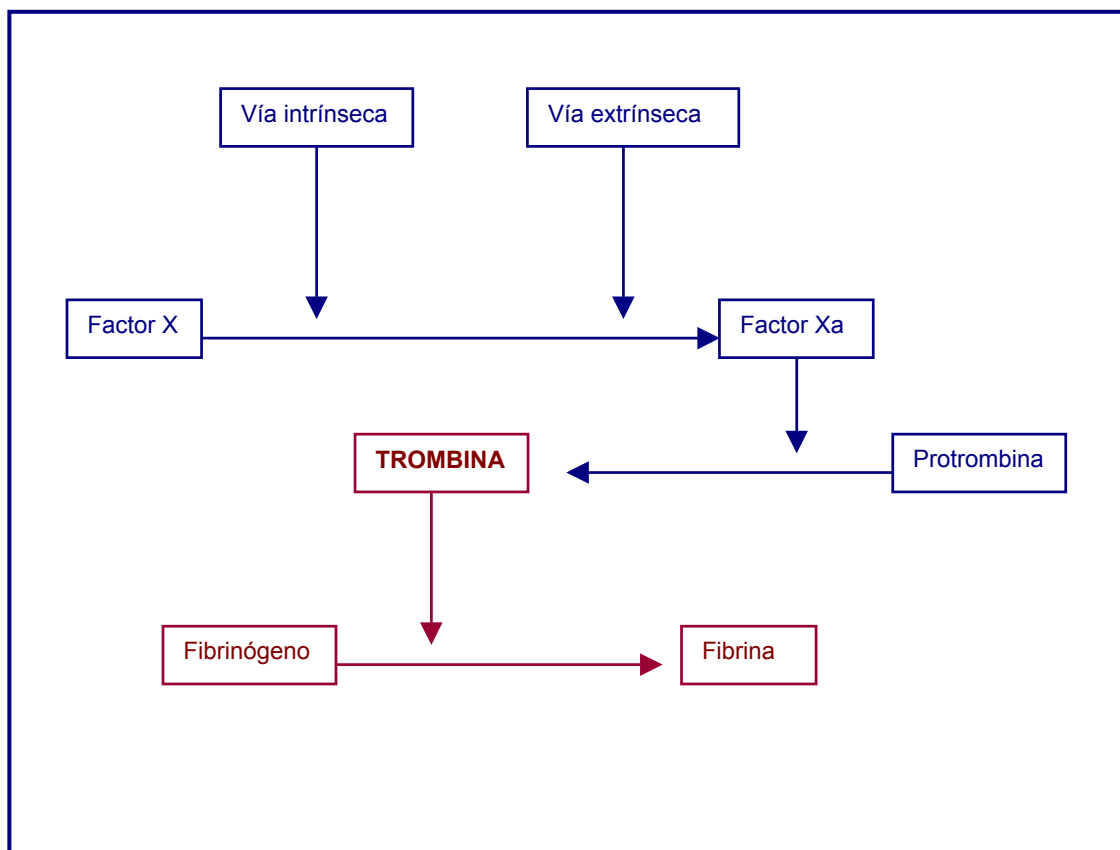 Vía intrínseca
Vía extrínseca
Factor X
Factor Xa
TROMBINA
Protrombina
Fibrinógeno
Fibrina